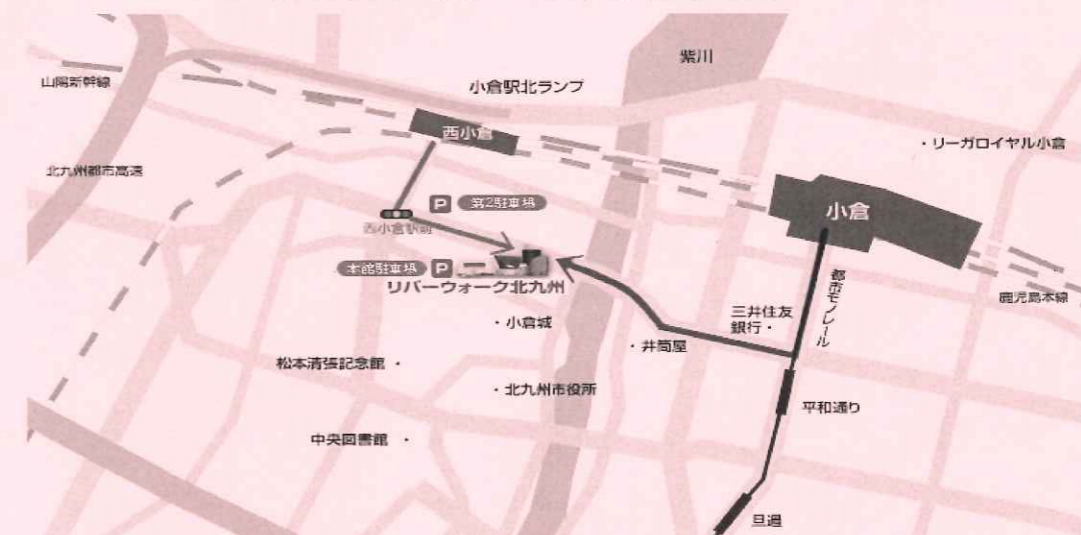 紫川
山陽新幹線
小倉駅北ランプ
西小倉
・リーガロイヤル小倉
北九州都市高速
P 第2駐車場
小倉
西小倉駅前
本館駐車場 P
リバーウォーク北九州
都市モノレール
鹿児島本線
三井住友
銀行・
・小倉城
・井筒屋
松本清張記念館 ・
・北九州市役所
平和通り
中央図書館 ・
旦過